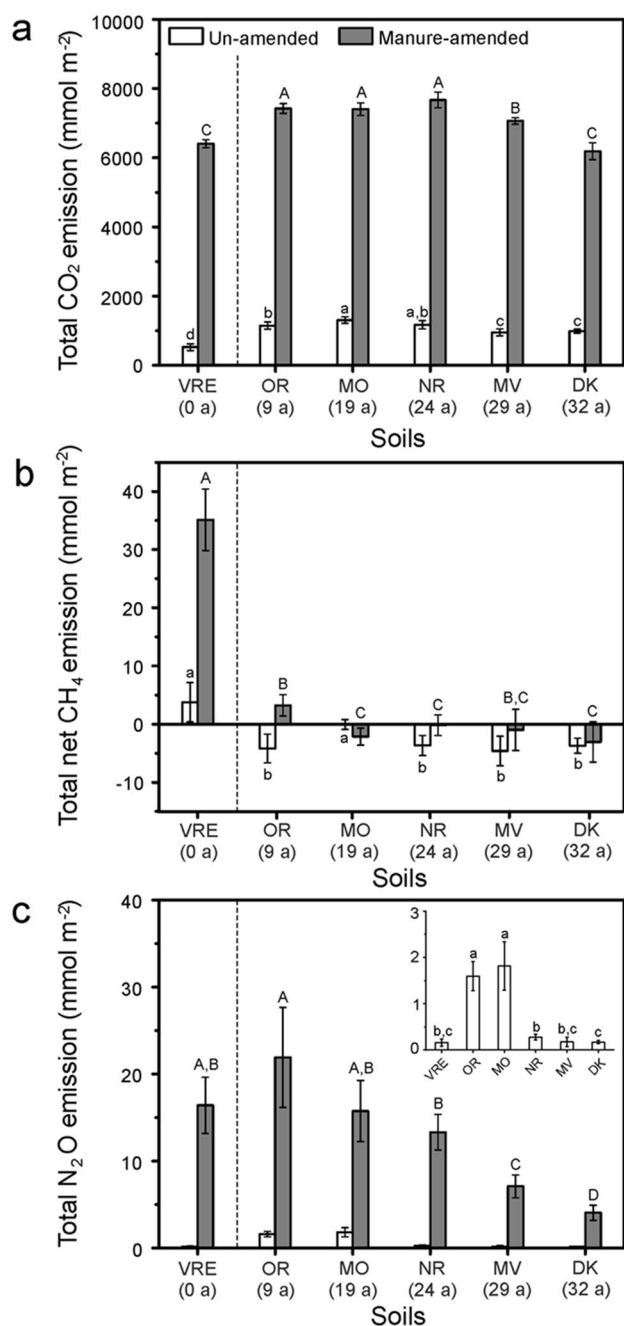 a
Un-amended Manure-amended
Total CO₂ emission (mmol m⁻²)
10000
8000
6000
4000
2000
0
C A A A B C
d b a a,b c c
VRE OR MO NR MV DK
(0 a) (9 a) (19 a) (24 a) (29 a) (32 a)
Soils
b
Total net CH₄ emission (mmol m⁻²)
40
30
20
10
0
-10
A
a
B
b
C
a
C
b
B,C
b
C
b
VRE OR MO NR MV DK
(0 a) (9 a) (19 a) (24 a) (29 a) (32 a)
Soils
c
Total N₂O emission (mmol m⁻²)
40
30
20
10
0
A,B A A,B B C D
3
2
1
0
b,c a a b b,c c
VRE OR MO NR MV DK
VRE OR MO NR MV DK
(0 a) (9 a) (19 a) (24 a) (29 a) (32 a)
Soils